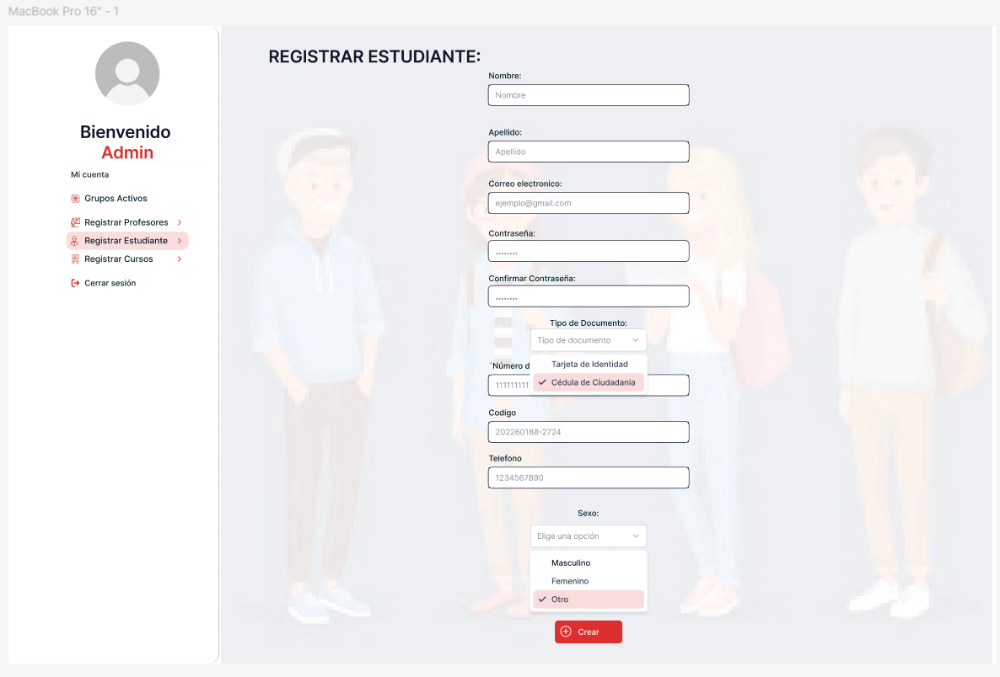 MacBook Pro 16" - 1
Bienvenido
Admin
Mi cuenta
Grupos Activos
Registrar Profesores
Registrar Estudiante
Registrar Cursos
Cerrar sesión
REGISTRAR ESTUDIANTE:
Nombre:
Nombre
Apellido:
Apellido
Correo electronico:
ejemplo@gmail.com
Contraseña:
........
Confirmar Contraseña:
........
Tipo de Documento:
Tipo de documento
Tarjeta de Identidad
Cédula de Ciudadania
Número d
111111111
Codigo
202260188-2724
Telefono
1234567890
Sexo:
Elige una opción
Masculino
Femenino
Otro
Crear